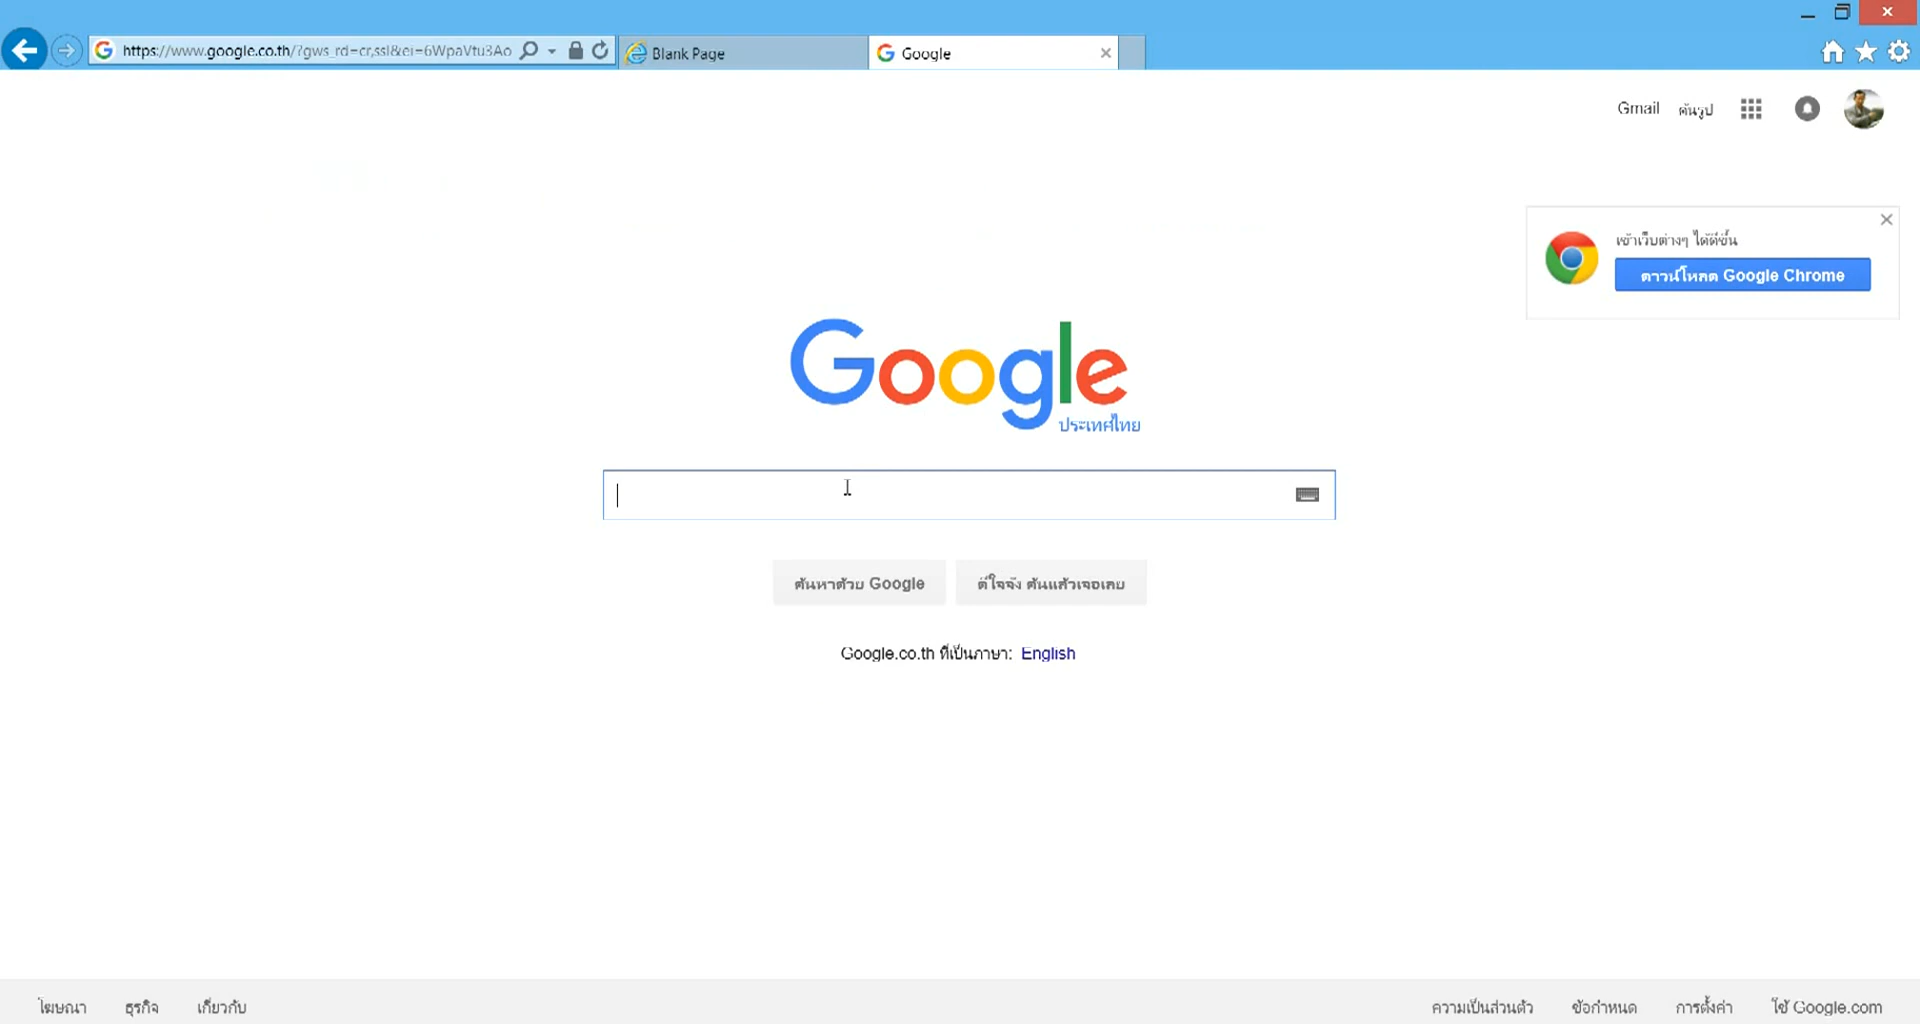 https://www.google.co.th/?gws_rd=cr,ssl&ei=6WpaVtu3Ao
Blank Page
Google
Gmail ค้นรูป
เข้าเว็บต่างๆ ได้ดีขึ้น
ดาวน์โหลด Google Chrome
Google
ประเทศไทย
ค้นหาด้วย Google
ดีใจจัง ค้นแล้วเจอเลย
Google.co.th ที่เป็นภาษา: English
โฆษณา ธุรกิจ เกี่ยวกับ
ความเป็นส่วนตัว ข้อกำหนด การตั้งค่า ใช้ Google.com